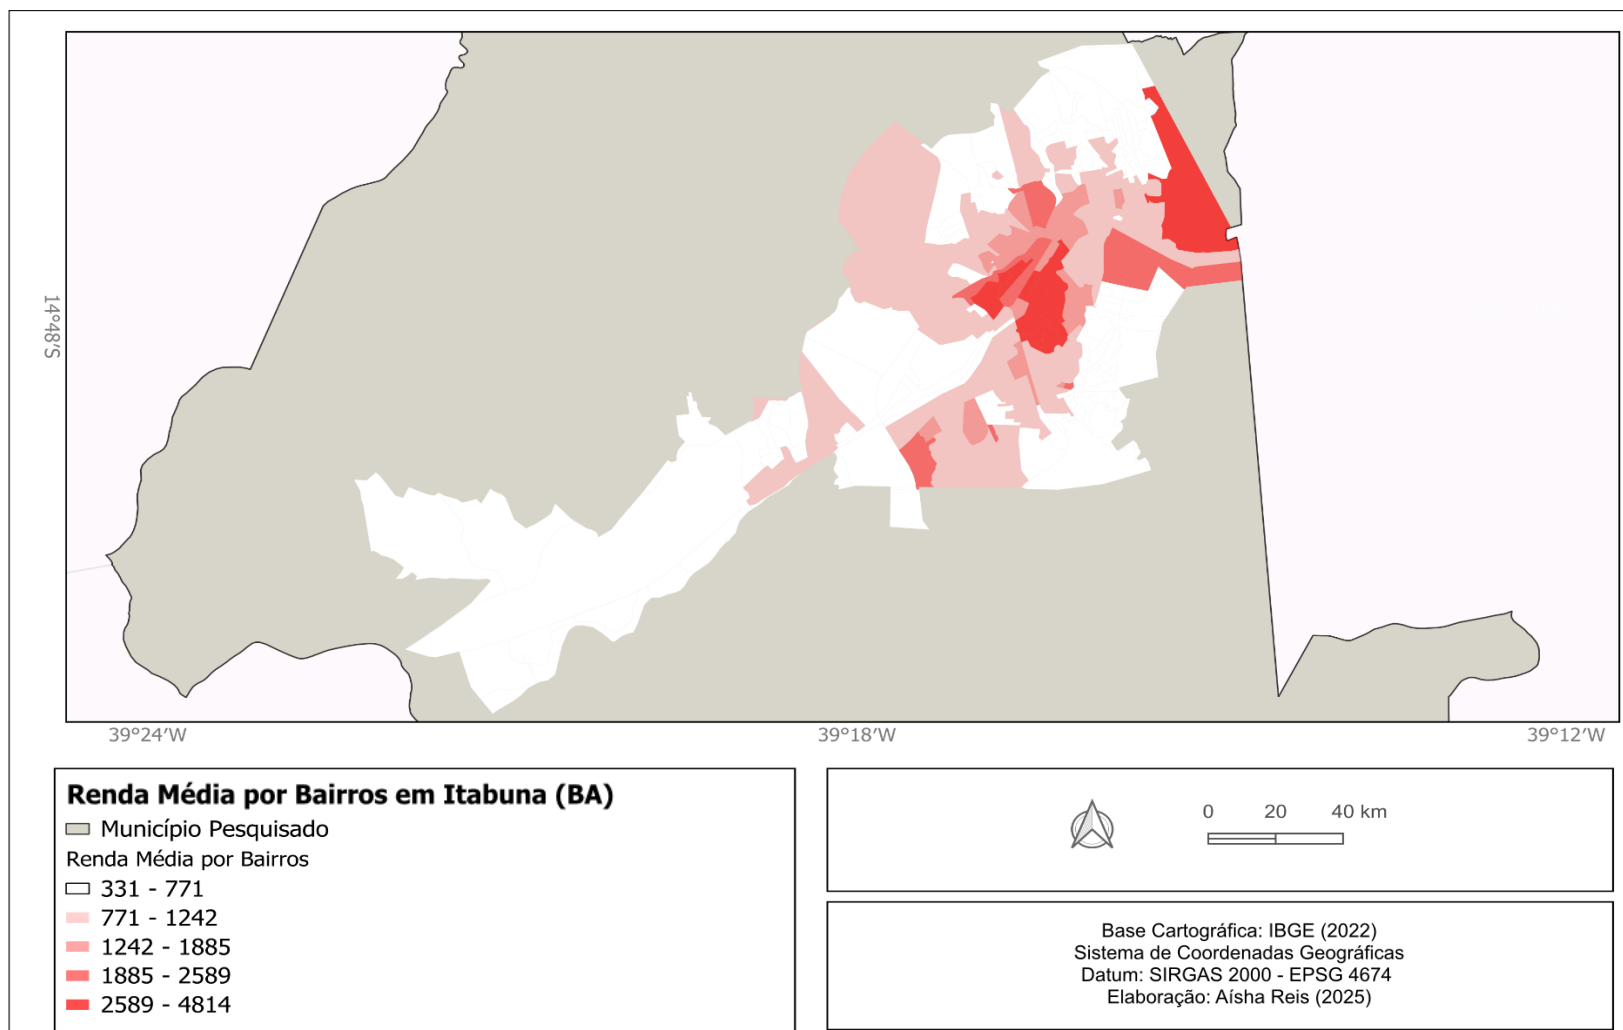 14°48′S
39°24′W
39°18′W
39°12′W
Renda Média por Bairros em Itabuna (BA)
Município Pesquisado
Renda Média por Bairros
331 - 771
771 - 1242
1242 - 1885
1885 - 2589
2589 - 4814
0 20 40 km
Base Cartográfica: IBGE (2022)
Sistema de Coordenadas Geográficas
Datum: SIRGAS 2000 - EPSG 4674
Elaboração: Aísha Reis (2025)